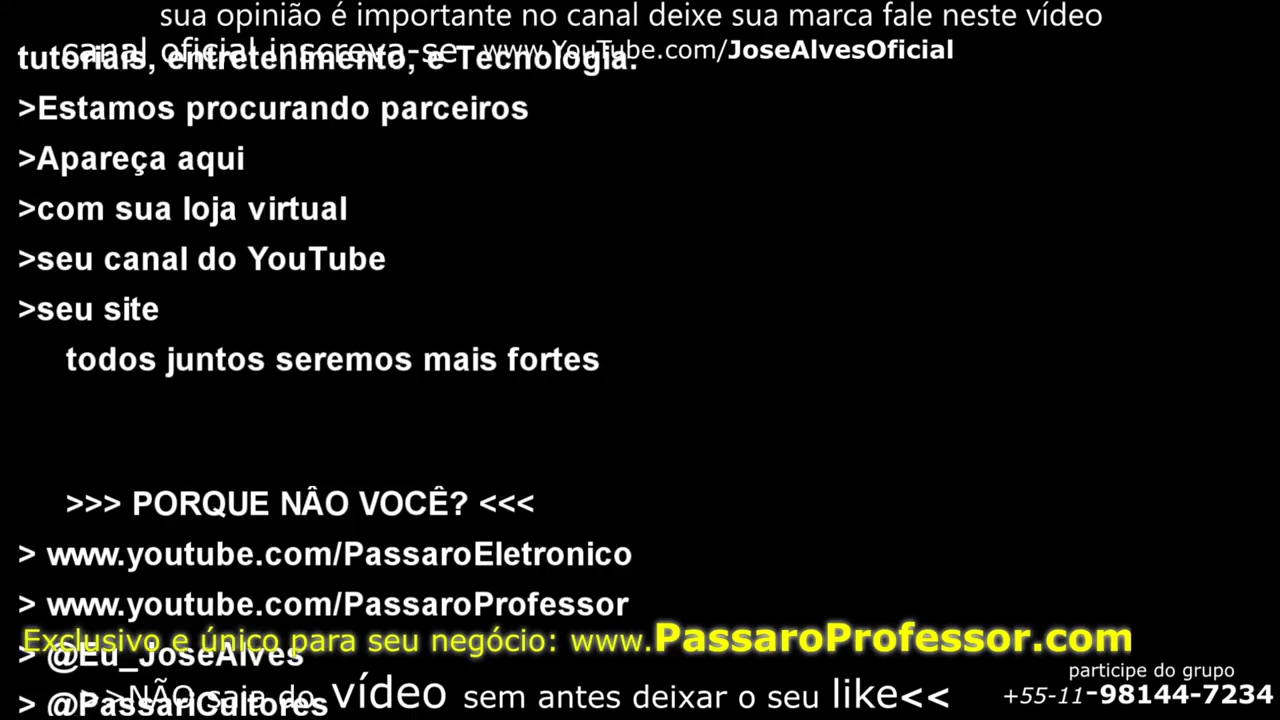 sua opinião é importante no canal deixe sua marca fale neste vídeo
canal oficial inscreva-se www.YouTube.com/JoseAlvesOficial
tutoriais, entretenimento, e Tecnologia.
>Estamos procurando parceiros
>Apareça aqui
>com sua loja virtual
>seu canal do YouTube
>seu site
todos juntos seremos mais fortes
>>> PORQUE NÂO VOCÊ? <<<
> www.youtube.com/PassaroEletronico
> www.youtube.com/PassaroProfessor
Exclusivo e único para seu negócio: www.PassaroProfessor.com
> @Eu_JoseAlves
participe do grupo
+55-11-98144-7234
>>NÃO saia do vídeo sem antes deixar o seu like<<
> @PassariCultores